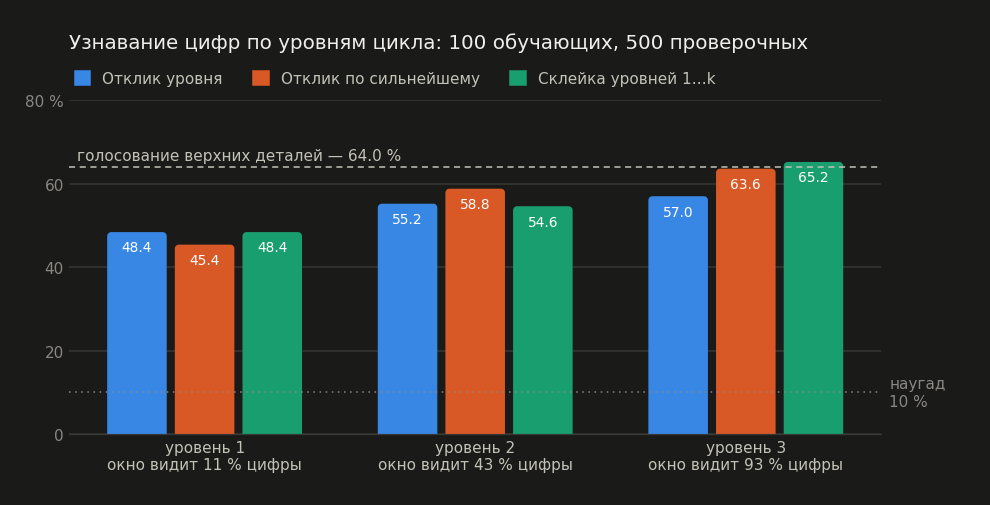 Узнавание цифр по уровням цикла: 100 обучающих, 500 проверочных
Отклик уровня
Отклик по сильнейшему
Склейка уровней 1…k
80 %
голосование верхних деталей — 64.0 %
60
40
20
0
48.4
45.4
48.4
55.2
58.8
54.6
57.0
63.6
65.2
наугад
10 %
уровень 1
окно видит 11 % цифры
уровень 2
окно видит 43 % цифры
уровень 3
окно видит 93 % цифры